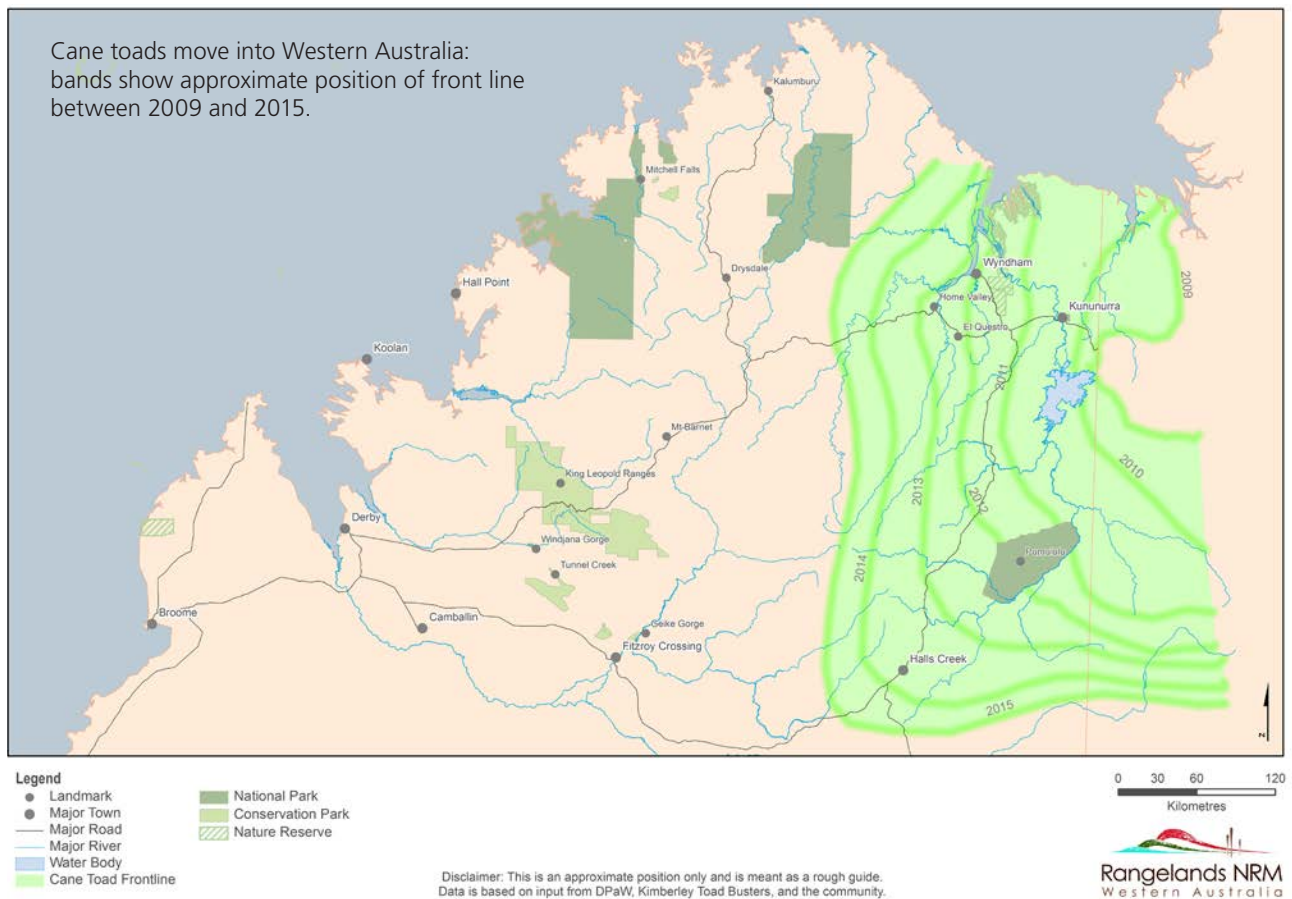 Cane toads move into Western Australia:
bands show approximate position of front line
between 2009 and 2015.
Kalumburu
Mitchell Falls
Drysdale
Hall Point
Koolan
Wyndham
Home Valley
Kununurra
El Questro
2009
2011
Mt Barnet
King Leopold Ranges
2010
2013
2012
Derby
Windjana Gorge
Tunnel Creek
Purnululu
2014
Broome
Camballin
Geike Gorge
Fitzroy Crossing
Halls Creek
2015
N
Legend
Landmark
Major Town
Major Road
Major River
Water Body
Cane Toad Frontline
National Park
Conservation Park
Nature Reserve
0 30 60 120
Kilometres
Disclaimer: This is an approximate position only and is meant as a rough guide.
Data is based on input from DPaW, Kimberley Toad Busters, and the community.
Rangelands NRM
Western Australia